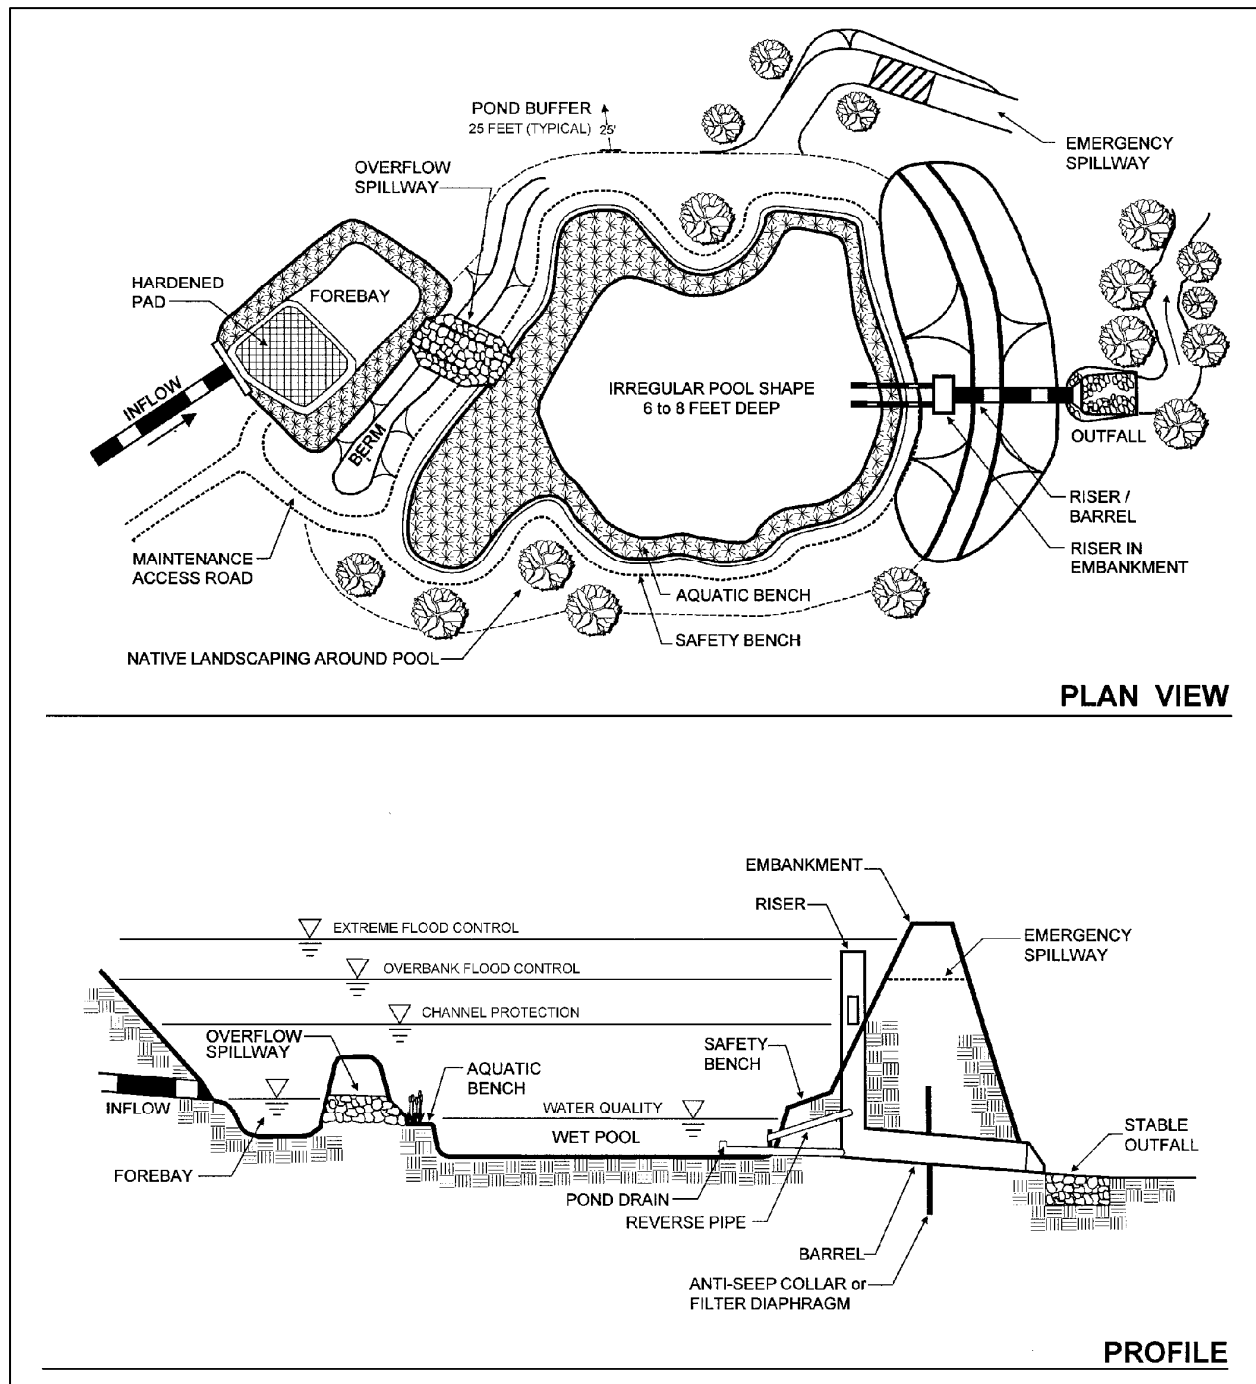 POND BUFFER
25 FEET (TYPICAL) 25'
EMERGENCY
SPILLWAY
OVERFLOW
SPILLWAY
HARDENED
PAD
FOREBAY
INFLOW
BERM
IRREGULAR POOL SHAPE
6 to 8 FEET DEEP
OUTFALL
RISER /
BARREL
RISER IN
EMBANKMENT
MAINTENANCE
ACCESS ROAD
AQUATIC BENCH
SAFETY BENCH
NATIVE LANDSCAPING AROUND POOL
PLAN VIEW
EMBANKMENT
RISER
EXTREME FLOOD CONTROL
EMERGENCY
SPILLWAY
OVERBANK FLOOD CONTROL
CHANNEL PROTECTION
OVERFLOW
SPILLWAY
SAFETY
BENCH
AQUATIC
BENCH
INFLOW
WATER QUALITY
WET POOL
STABLE
OUTFALL
FOREBAY
POND DRAIN
REVERSE PIPE
BARREL
ANTI-SEEP COLLAR or
FILTER DIAPHRAGM
PROFILE